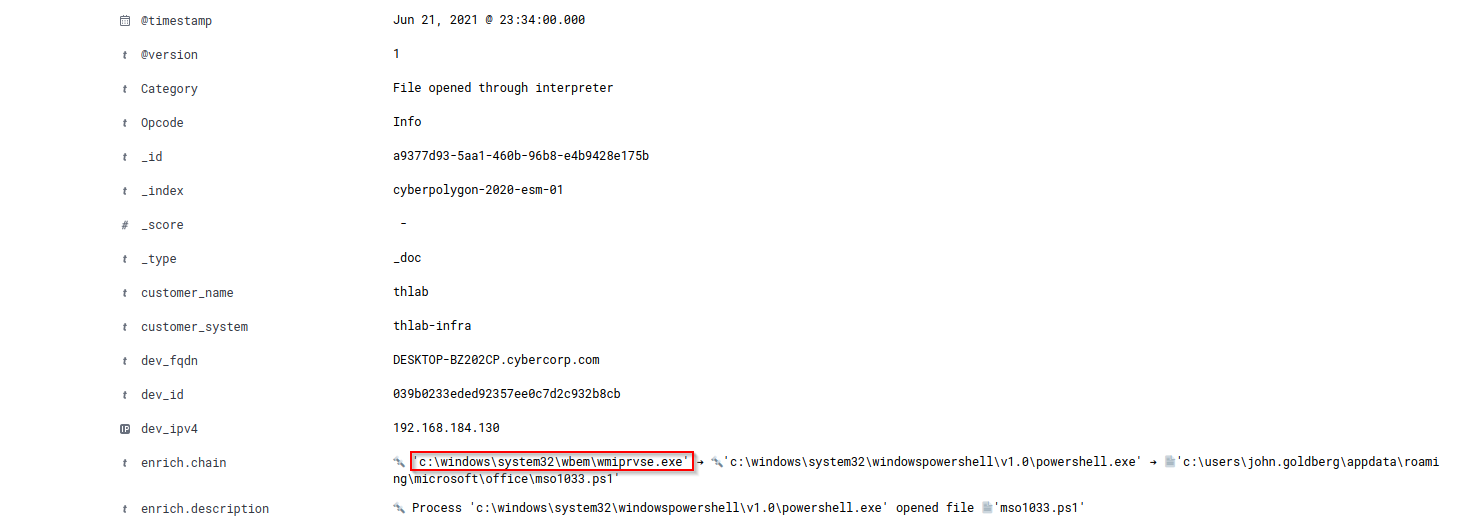 @timestamp Jun 21, 2021 @ 23:34:00.000
t @version 1
t Category File opened through interpreter
t Opcode Info
t _id a9377d93-5aa1-460b-96b8-e4b9428e175b
t _index cyberpolygon-2020-esm-01
# _score -
t _type _doc
t customer_name thlab
t customer_system thlab-infra
t dev_fqdn DESKTOP-BZ202CP.cybercorp.com
t dev_id 039b0233eded92357ee0c7d2c932b8cb
IP dev_ipv4 192.168.184.130
t enrich.chain 'c:\windows\system32\wbem\wmiprvse.exe' → 'c:\windows\system32\windowspowershell\v1.0\powershell.exe' → 'c:\users\john.goldberg\appdata\roami
ng\microsoft\office\mso1033.ps1'
t enrich.description Process 'c:\windows\system32\windowspowershell\v1.0\powershell.exe' opened file 'mso1033.ps1'